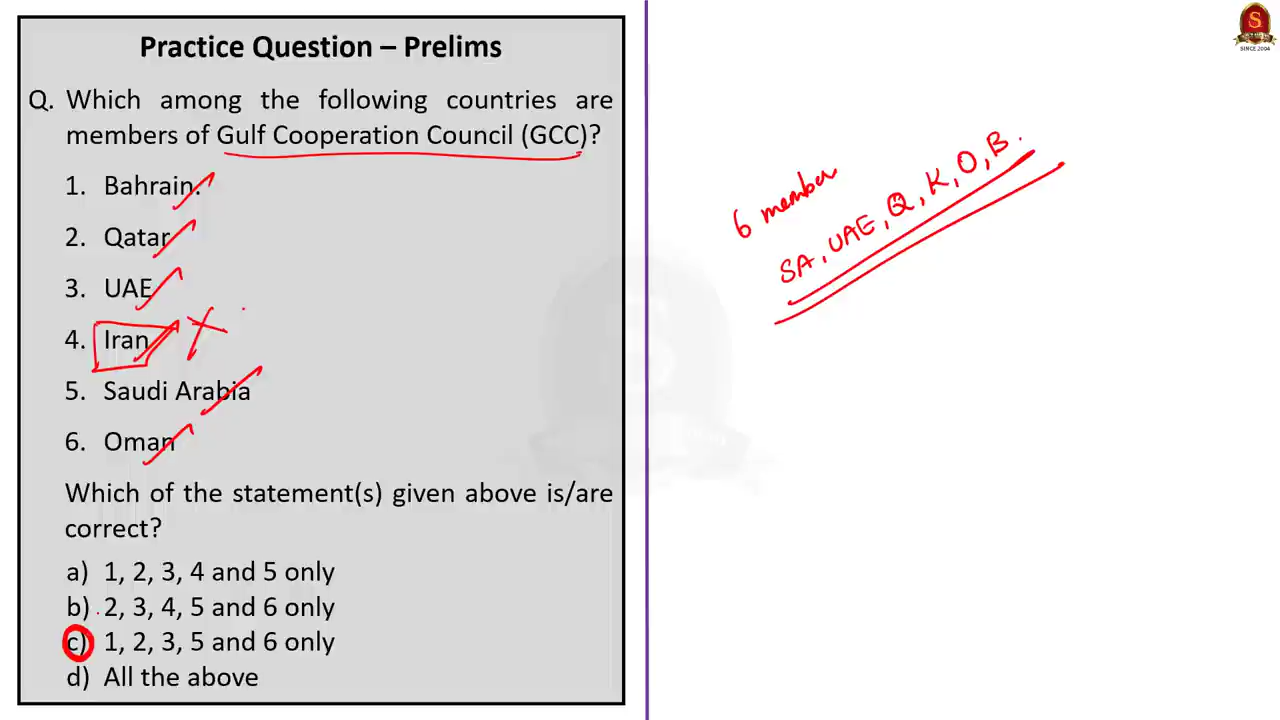 Practice Question – Prelims
Q. Which among the following countries are
members of Gulf Cooperation Council (GCC)?
1. Bahrain.
2. Qatar
3. UAE
4. Iran
5. Saudi Arabia
6. Oman
Which of the statement(s) given above is/are
correct?
a) 1, 2, 3, 4 and 5 only
b) 2, 3, 4, 5 and 6 only
c) 1, 2, 3, 5 and 6 only
d) All the above
6 member
SA, UAE, Q, K, O, B.
S
SINCE 2004